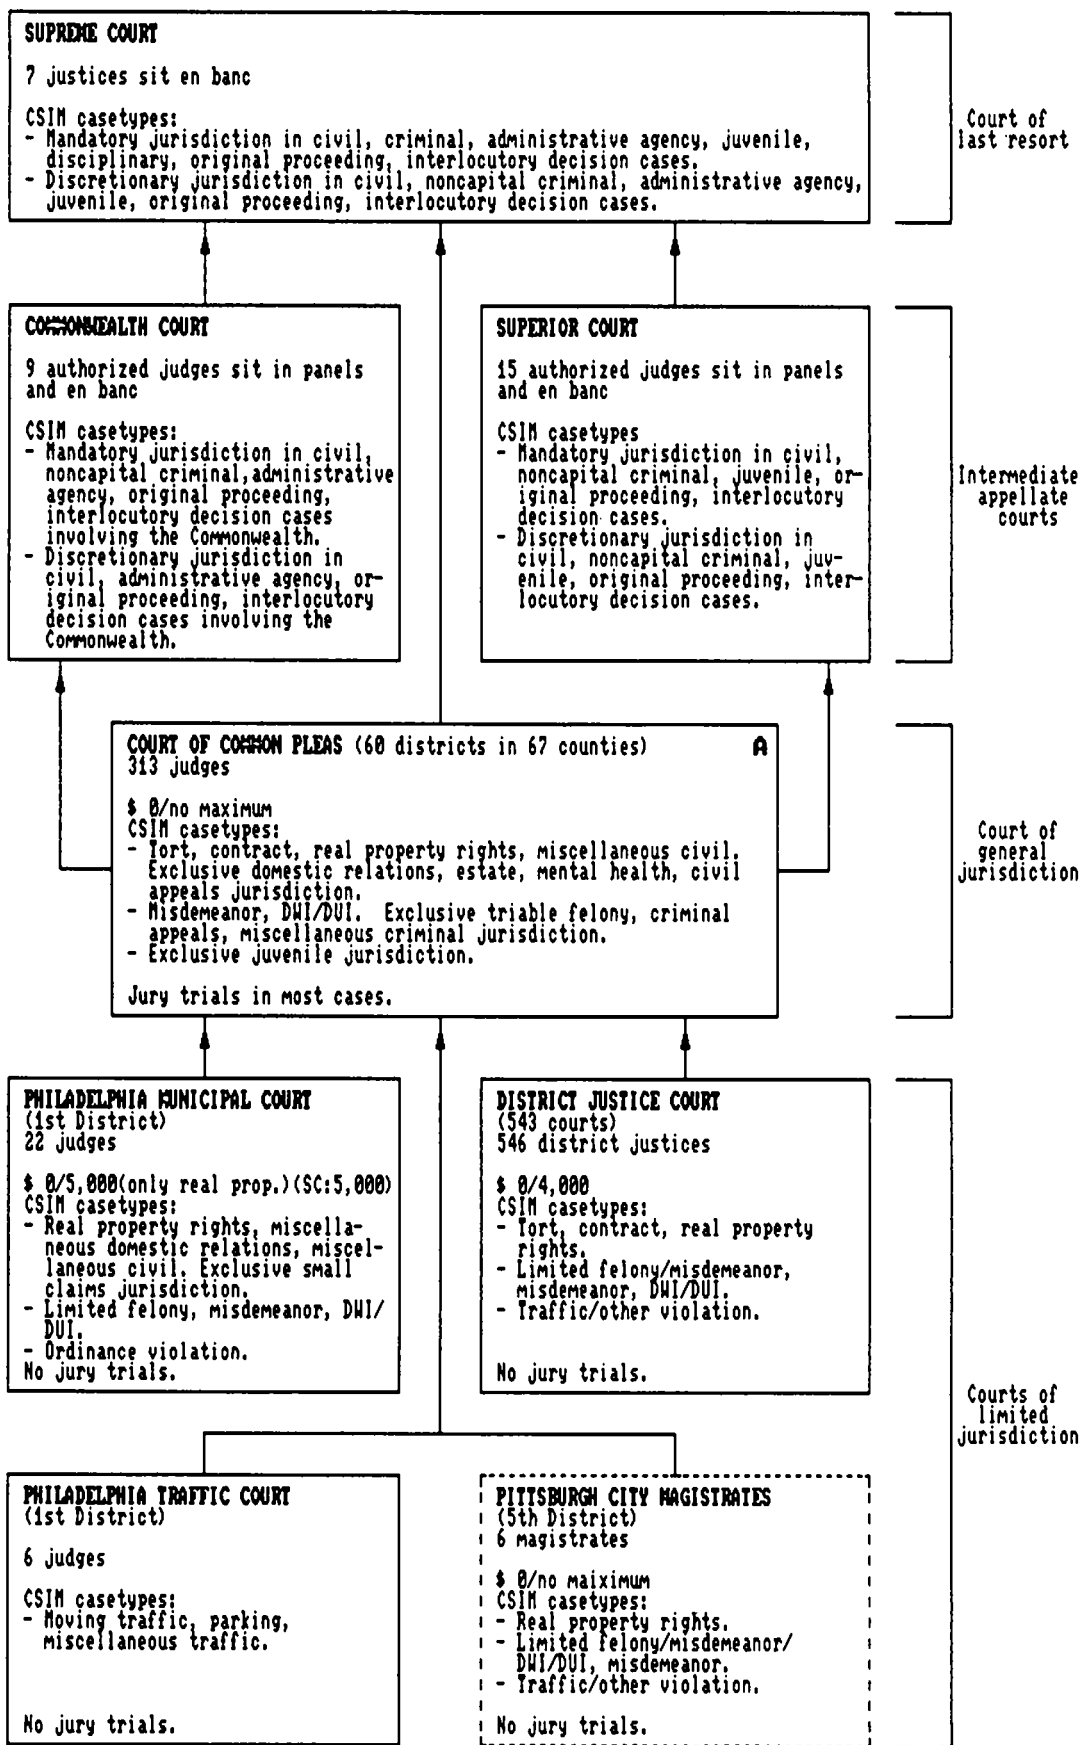 SUPREME COURT
7 justices sit en banc
CSIM casetypes:
- Mandatory jurisdiction in civil, criminal, administrative agency, juvenile,
disciplinary, original proceeding, interlocutory decision cases.
- Discretionary jurisdiction in civil, noncapital criminal, administrative agency,
juvenile, original proceeding, interlocutory decision cases.
Court of
last resort
COMMONWEALTH COURT
9 authorized judges sit in panels
and en banc
CSIM casetypes:
- Mandatory jurisdiction in civil,
noncapital criminal,administrative
agency, original proceeding,
interlocutory decision cases
involving the Commonwealth.
- Discretionary jurisdiction in
civil, administrative agency, or-
iginal proceeding, interlocutory
decision cases involving the
Commonwealth.
SUPERIOR COURT
15 authorized judges sit in panels
and en banc
CSIM casetypes
- Mandatory jurisdiction in civil,
noncapital criminal, juvenile, or-
iginal proceeding, interlocutory
decision cases.
- Discretionary jurisdiction in
civil, noncapital criminal, juv-
enile, original proceeding, inter-
locutory decision cases.
Intermediate
appellate
courts
COURT OF COMMON PLEAS (60 districts in 67 counties) A
313 judges
$ 0/no maximum
CSIM casetypes:
- Tort, contract, real property rights, miscellaneous civil.
Exclusive domestic relations, estate, mental health, civil
appeals jurisdiction.
- Misdemeanor, DWI/DUI. Exclusive triable felony, criminal
appeals, miscellaneous criminal jurisdiction.
- Exclusive juvenile jurisdiction.
Jury trials in most cases.
Court of
general
jurisdiction
PHILADELPHIA MUNICIPAL COURT
(1st District)
22 judges
$ 0/5,000(only real prop.)(SC:5,000)
CSIM casetypes:
- Real property rights, miscella-
neous domestic relations, miscel-
laneous civil. Exclusive small
claims jurisdiction.
- Limited felony, misdemeanor, DWI/
DUI.
- Ordinance violation.
No jury trials.
DISTRICT JUSTICE COURT
(543 courts)
546 district justices
$ 0/4,000
CSIM casetypes:
- Tort, contract, real property
rights.
- Limited felony/misdemeanor,
misdemeanor, DWI/DUI.
- Traffic/other violation.
No jury trials.
Courts of
limited
jurisdiction
PHILADELPHIA TRAFFIC COURT
(1st District)
6 judges
CSIM casetypes:
- Moving traffic, parking,
miscellaneous traffic.
No jury trials.
PITTSBURGH CITY MAGISTRATES
(5th District)
6 magistrates
$ 0/no maiximum
CSIM casetypes:
- Real property rights.
- Limited felony/misdemeanor/
DWI/DUI, misdemeanor.
- Traffic/other violation.
No jury trials.